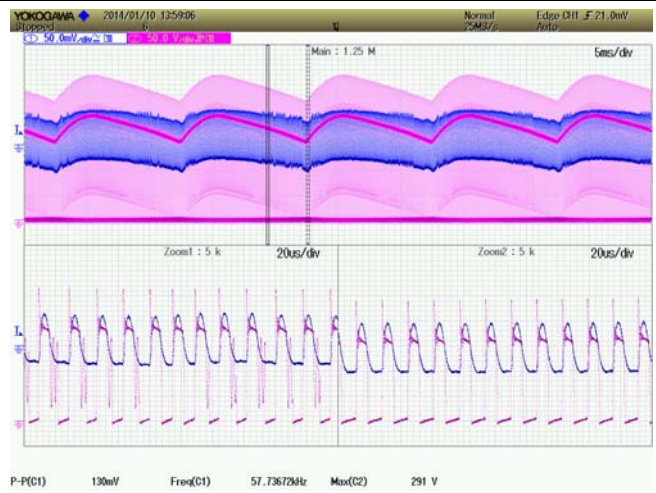 YOKOGAWA 2014/01/10 13:59:06 Normal Edge CH1 21.0mV
Stopped 6 25MS/s Auto
50.0mV 50.0 V
Main : 1.25 M 5ms/div
Zoom1 : 5 k 20us/div Zoom2 : 5 k 20us/div
P-P(C1) 130mV Freq(C1) 57.73672kHz Max(C2) 291 V